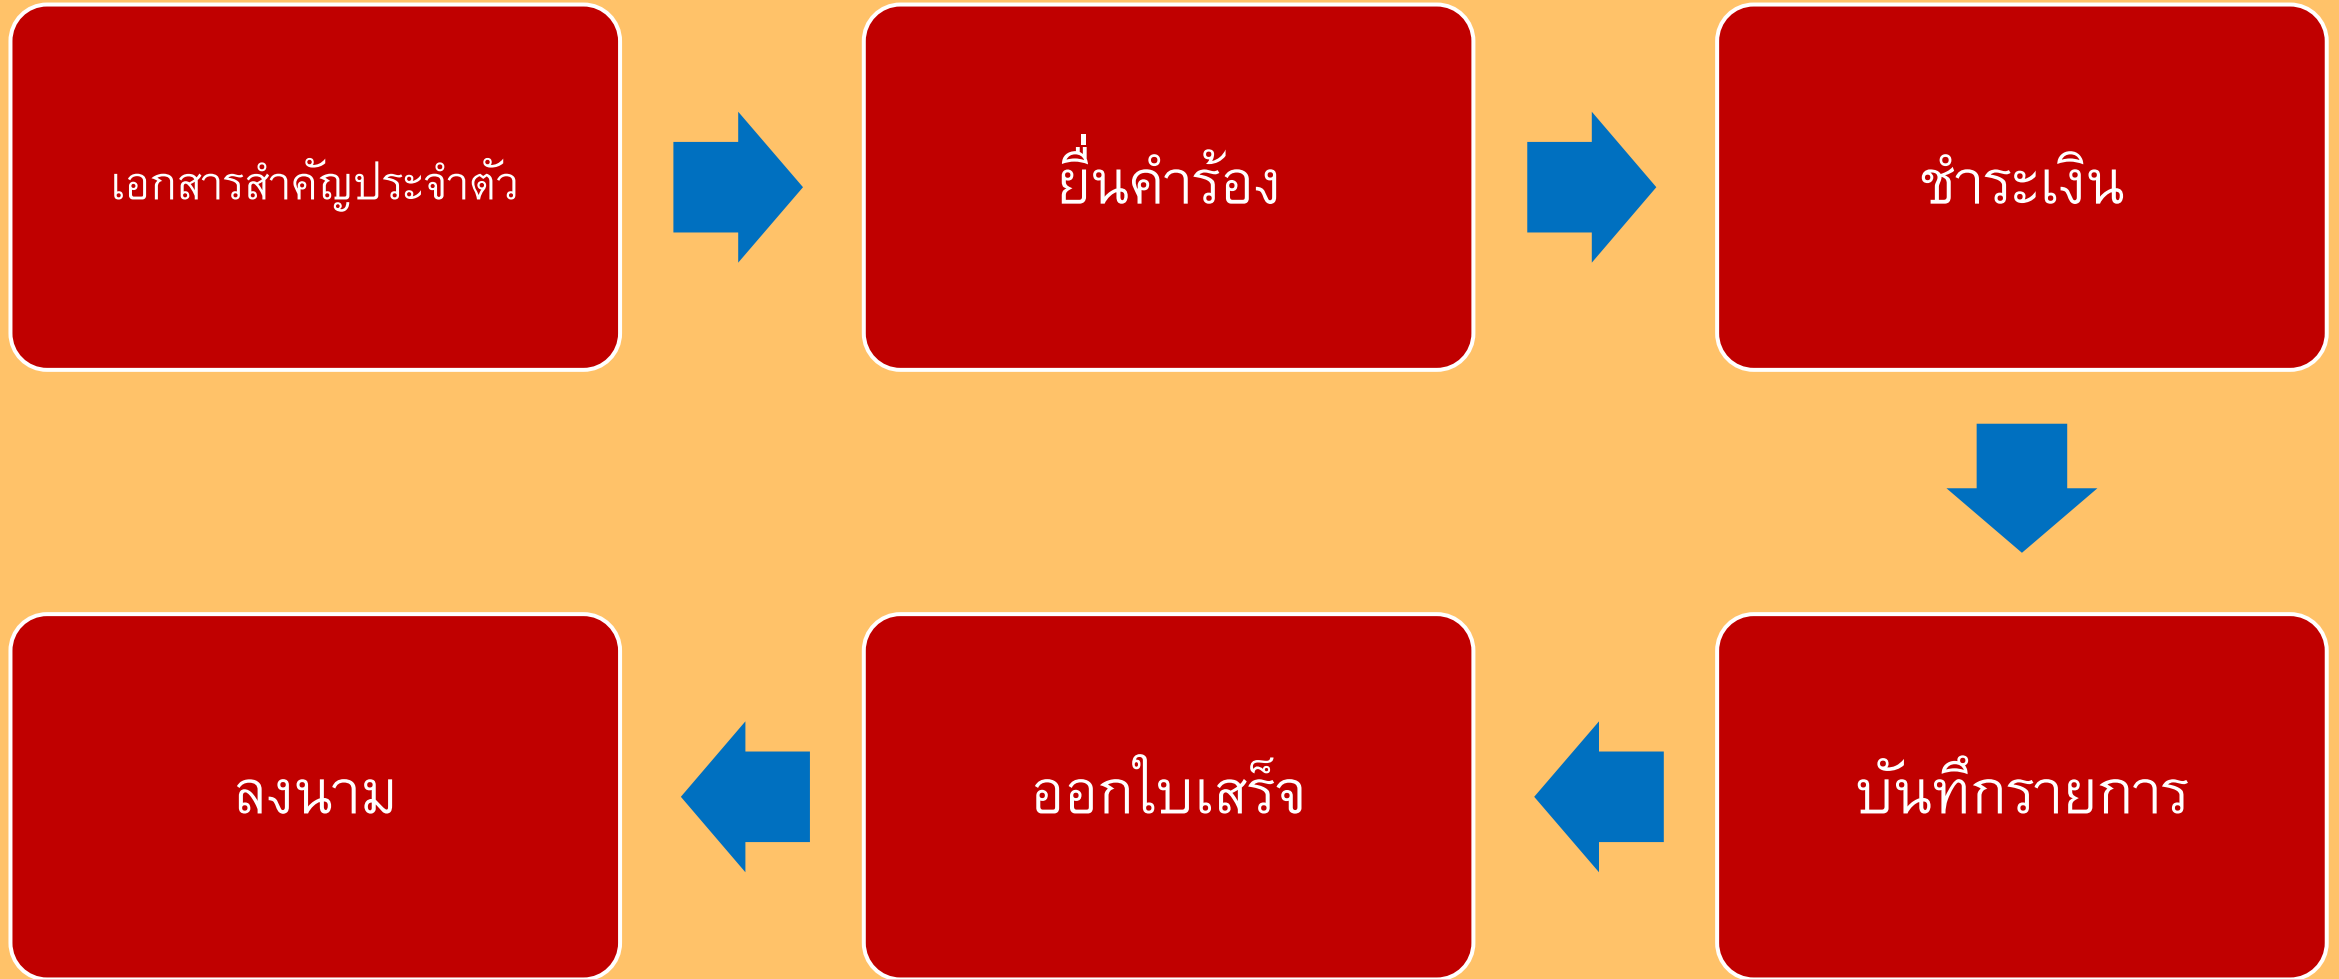 เอกสารสำคัญประจำตัว
ยื่นคำร้อง
ชำระเงิน
บันทึกรายการ
ออกใบเสร็จ
ลงนาม